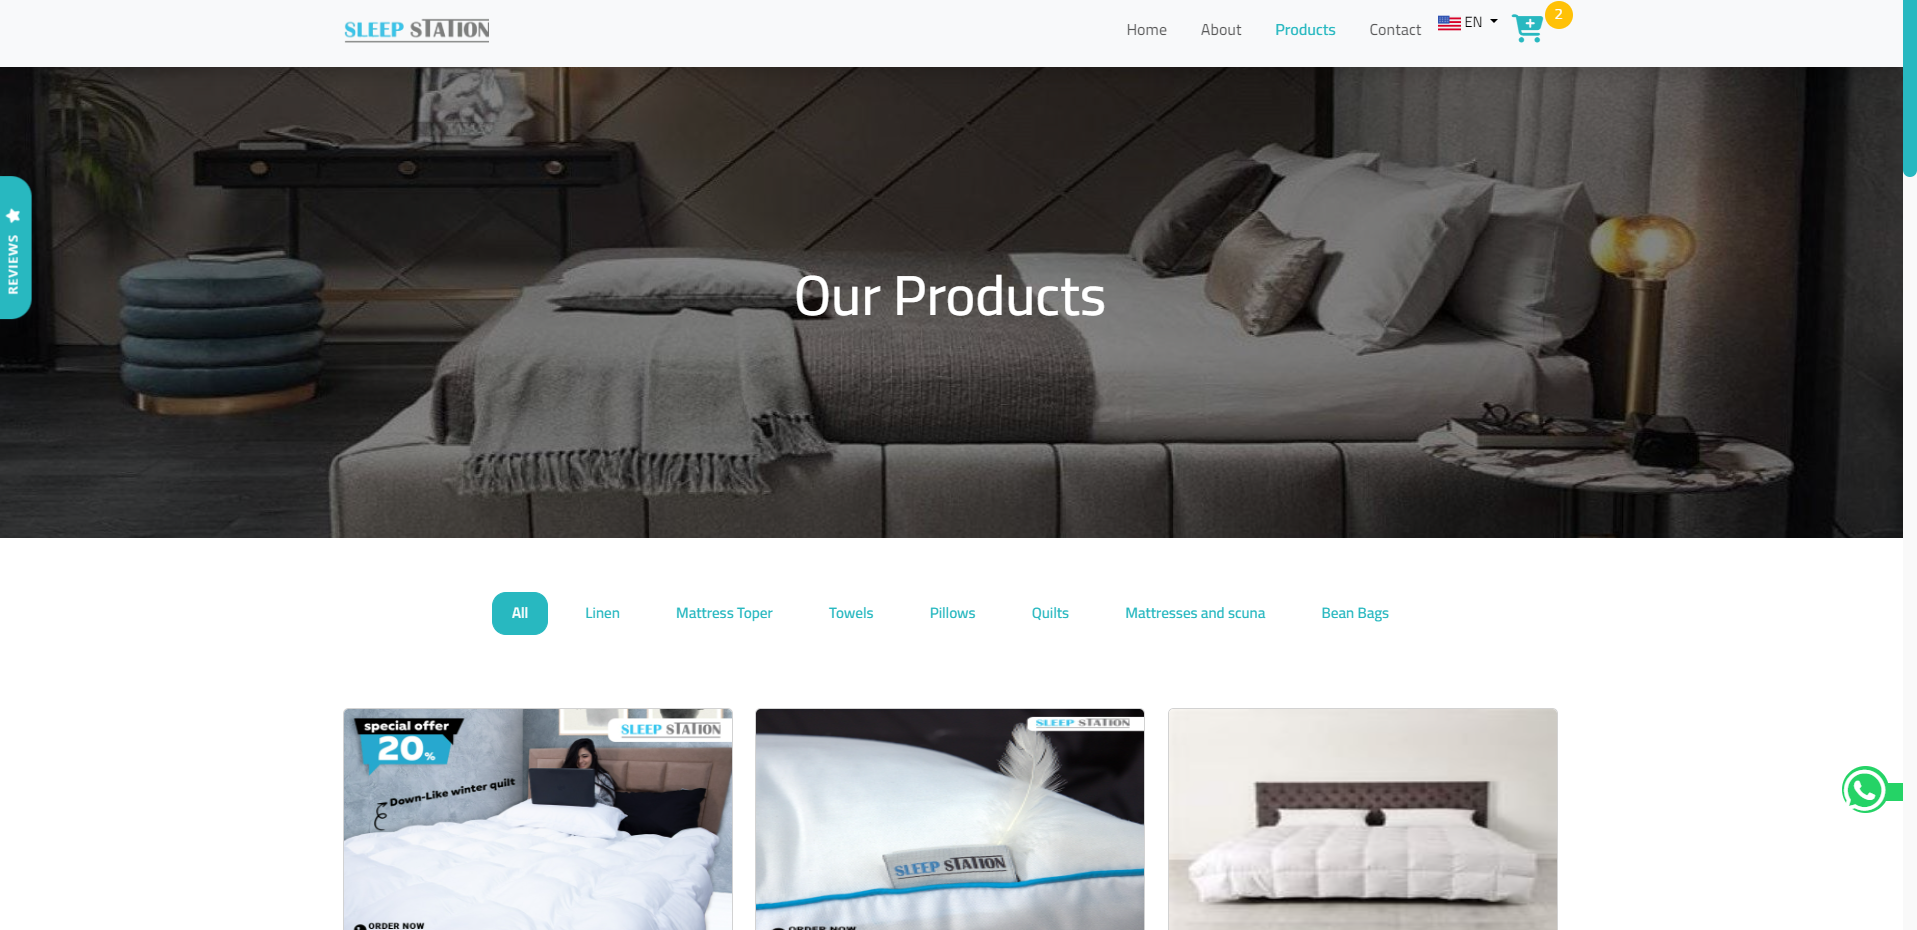 SLEEP STATION
Home
About
Products
Contact
EN
2
REVIEWS
Our Products
All
Linen
Mattress Toper
Towels
Pillows
Quilts
Mattresses and scuna
Bean Bags
special offer
20%
SLEEP STATION
Down-Like winter quilt
ORDER NOW
SLEEP STATION
SLEEP STATION
ORDER NOW